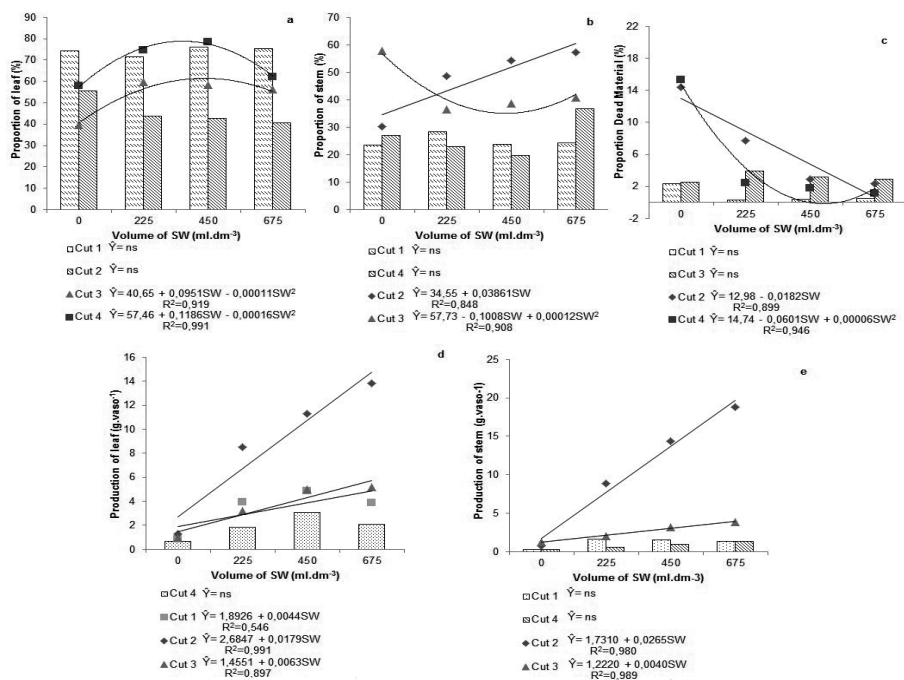 a
Proportion of leaf (%)
90
80
70
60
50
40
30
20
10
0
0 225 450 675
Volume of SW (ml.dm-3)
Cut 1 Ŷ= ns
Cut 2 Ŷ= ns
Cut 3 Ŷ= 40,65 + 0,0951SW - 0,00011SW²
R²=0,919
Cut 4 Ŷ= 57,46 + 0,1186SW - 0,00016SW²
R²=0,991
b
Proportion of stem (%)
70
60
50
40
30
20
10
0
0 225 450 675
Volume of SW (ml.dm-3)
Cut 1 Ŷ= ns
Cut 4 Ŷ= ns
Cut 2 Ŷ= 34,55 + 0,03861SW
R²=0,848
Cut 3 Ŷ= 57,73 - 0,1008SW + 0,00012SW²
R²=0,908
c
Proportion Dead Material (%)
22
18
14
10
6
2
-2
0 225 450 675
Volume of SW (ml.dm-³)
Cut 1 Ŷ= ns
Cut 3 Ŷ= ns
Cut 2 Ŷ= 12,98 - 0,0182SW
R²=0,899
Cut 4 Ŷ= 14,74 - 0,0601SW + 0,00006SW²
R²=0,946
d
Production of leaf (g.vaso-¹)
16
14
12
10
8
6
4
2
0
0 225 450 675
Volume of SW (ml.dm-³)
Cut 4 Ŷ= ns
Cut 1 Ŷ= 1,8926 + 0,0044SW
R²=0,546
Cut 2 Ŷ= 2,6847 + 0,0179SW
R²=0,991
Cut 3 Ŷ= 1,4551 + 0,0063SW
R²=0,897
e
Production of stem (g.vaso-1)
25
20
15
10
5
0
0 225 450 675
Volume of SW (ml.dm-3)
Cut 1 Ŷ= ns
Cut 4 Ŷ= ns
Cut 2 Ŷ= 1,7310 + 0,0265SW
R²=0,980
Cut 3 Ŷ= 1,2220 + 0,0040SW
R²=0,989